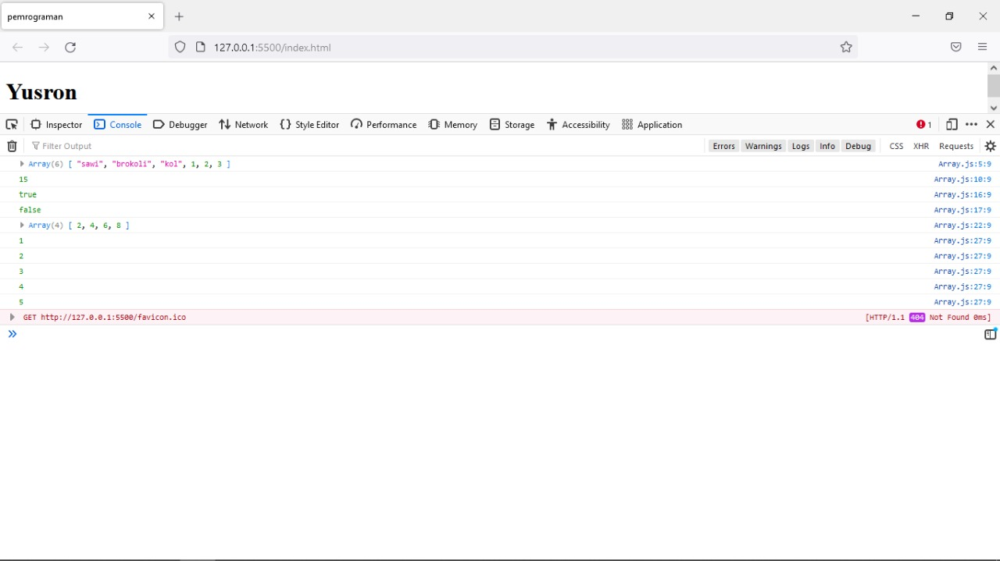 pemrograman
127.0.0.1:5500/index.html
Yusron
Inspector Console Debugger Network Style Editor Performance Memory Storage Accessibility Application 1
Filter Output Errors Warnings Logs Info Debug CSS XHR Requests
Array(6) [ "sawi", "brokoli", "kol", 1, 2, 3 ] Array.js:5:9
15 Array.js:10:9
true Array.js:16:9
false Array.js:17:9
Array(4) [ 2, 4, 6, 8 ] Array.js:22:9
1 Array.js:27:9
2 Array.js:27:9
3 Array.js:27:9
4 Array.js:27:9
5 Array.js:27:9
GET http://127.0.0.1:5500/favicon.ico [HTTP/1.1 404 Not Found 0ms]